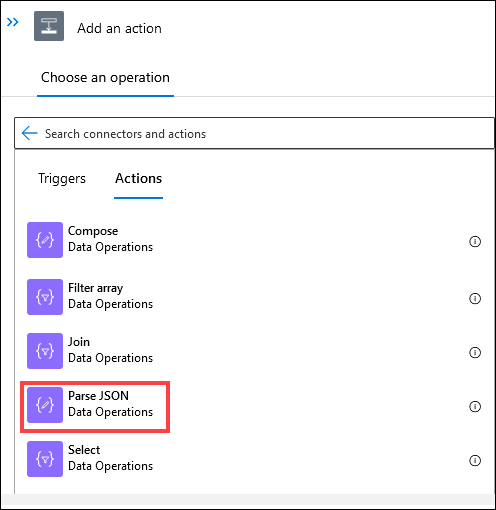 Add an action
Choose an operation
Search connectors and actions
Triggers
Actions
Compose
Data Operations
Filter array
Data Operations
Join
Data Operations
Parse JSON
Data Operations
Select
Data Operations